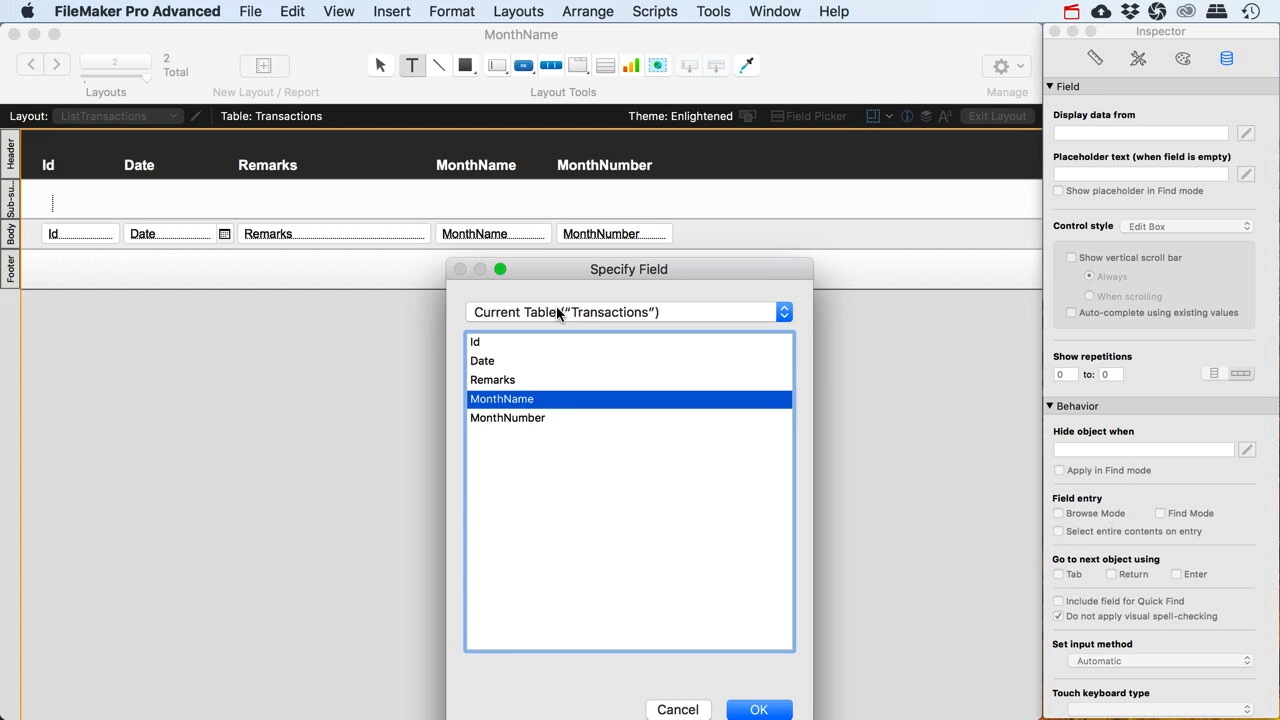 FileMaker Pro Advanced File Edit View Insert Format Layouts Arrange Scripts Tools Window Help
MonthName
Inspector
2
2
Total
Layouts
New Layout / Report
Layout Tools
Manage
Layout: ListTransactions
Table: Transactions
Theme: Enlightened
Field Picker
Exit Layout
Header
Id Date Remarks MonthName MonthNumber
Sub-su...
Body
Id Date Remarks MonthName MonthNumber
Footer
Specify Field
Current Table ("Transactions")
Id
Date
Remarks
MonthName
MonthNumber
Cancel OK
Field
Display data from
Placeholder text (when field is empty)
Show placeholder in Find mode
Control style Edit Box
Show vertical scroll bar
Always
When scrolling
Auto-complete using existing values
Show repetitions
0 to: 0
Behavior
Hide object when
Apply in Find mode
Field entry
Browse Mode Find Mode
Select entire contents on entry
Go to next object using
Tab Return Enter
Include field for Quick Find
Do not apply visual spell-checking
Set input method
Automatic
Touch keyboard type